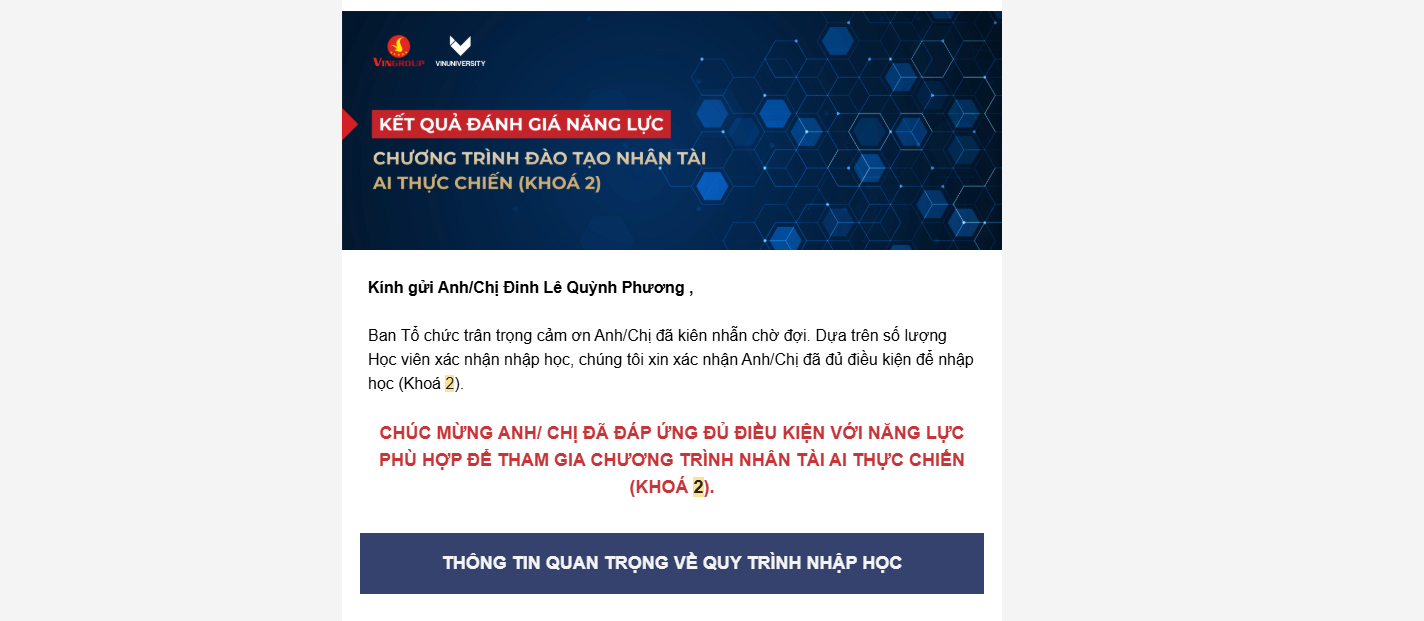 VINGROUP
VINUNIVERSITY
KẾT QUẢ ĐÁNH GIÁ NĂNG LỰC
CHƯƠNG TRÌNH ĐÀO TẠO NHÂN TÀI
AI THỰC CHIẾN (KHOÁ 2)
Kính gửi Anh/Chị Đinh Lê Quỳnh Phương ,
Ban Tổ chức trân trọng cảm ơn Anh/Chị đã kiên nhẫn chờ đợi. Dựa trên số lượng
Học viên xác nhận nhập học, chúng tôi xin xác nhận Anh/Chị đã đủ điều kiện để nhập
học (Khoá 2).
CHÚC MỪNG ANH/ CHỊ ĐÃ ĐÁP ỨNG ĐỦ ĐIỀU KIỆN VỚI NĂNG LỰC
PHÙ HỢP ĐỂ THAM GIA CHƯƠNG TRÌNH NHÂN TÀI AI THỰC CHIẾN
(KHOÁ 2).
THÔNG TIN QUAN TRỌNG VỀ QUY TRÌNH NHẬP HỌC